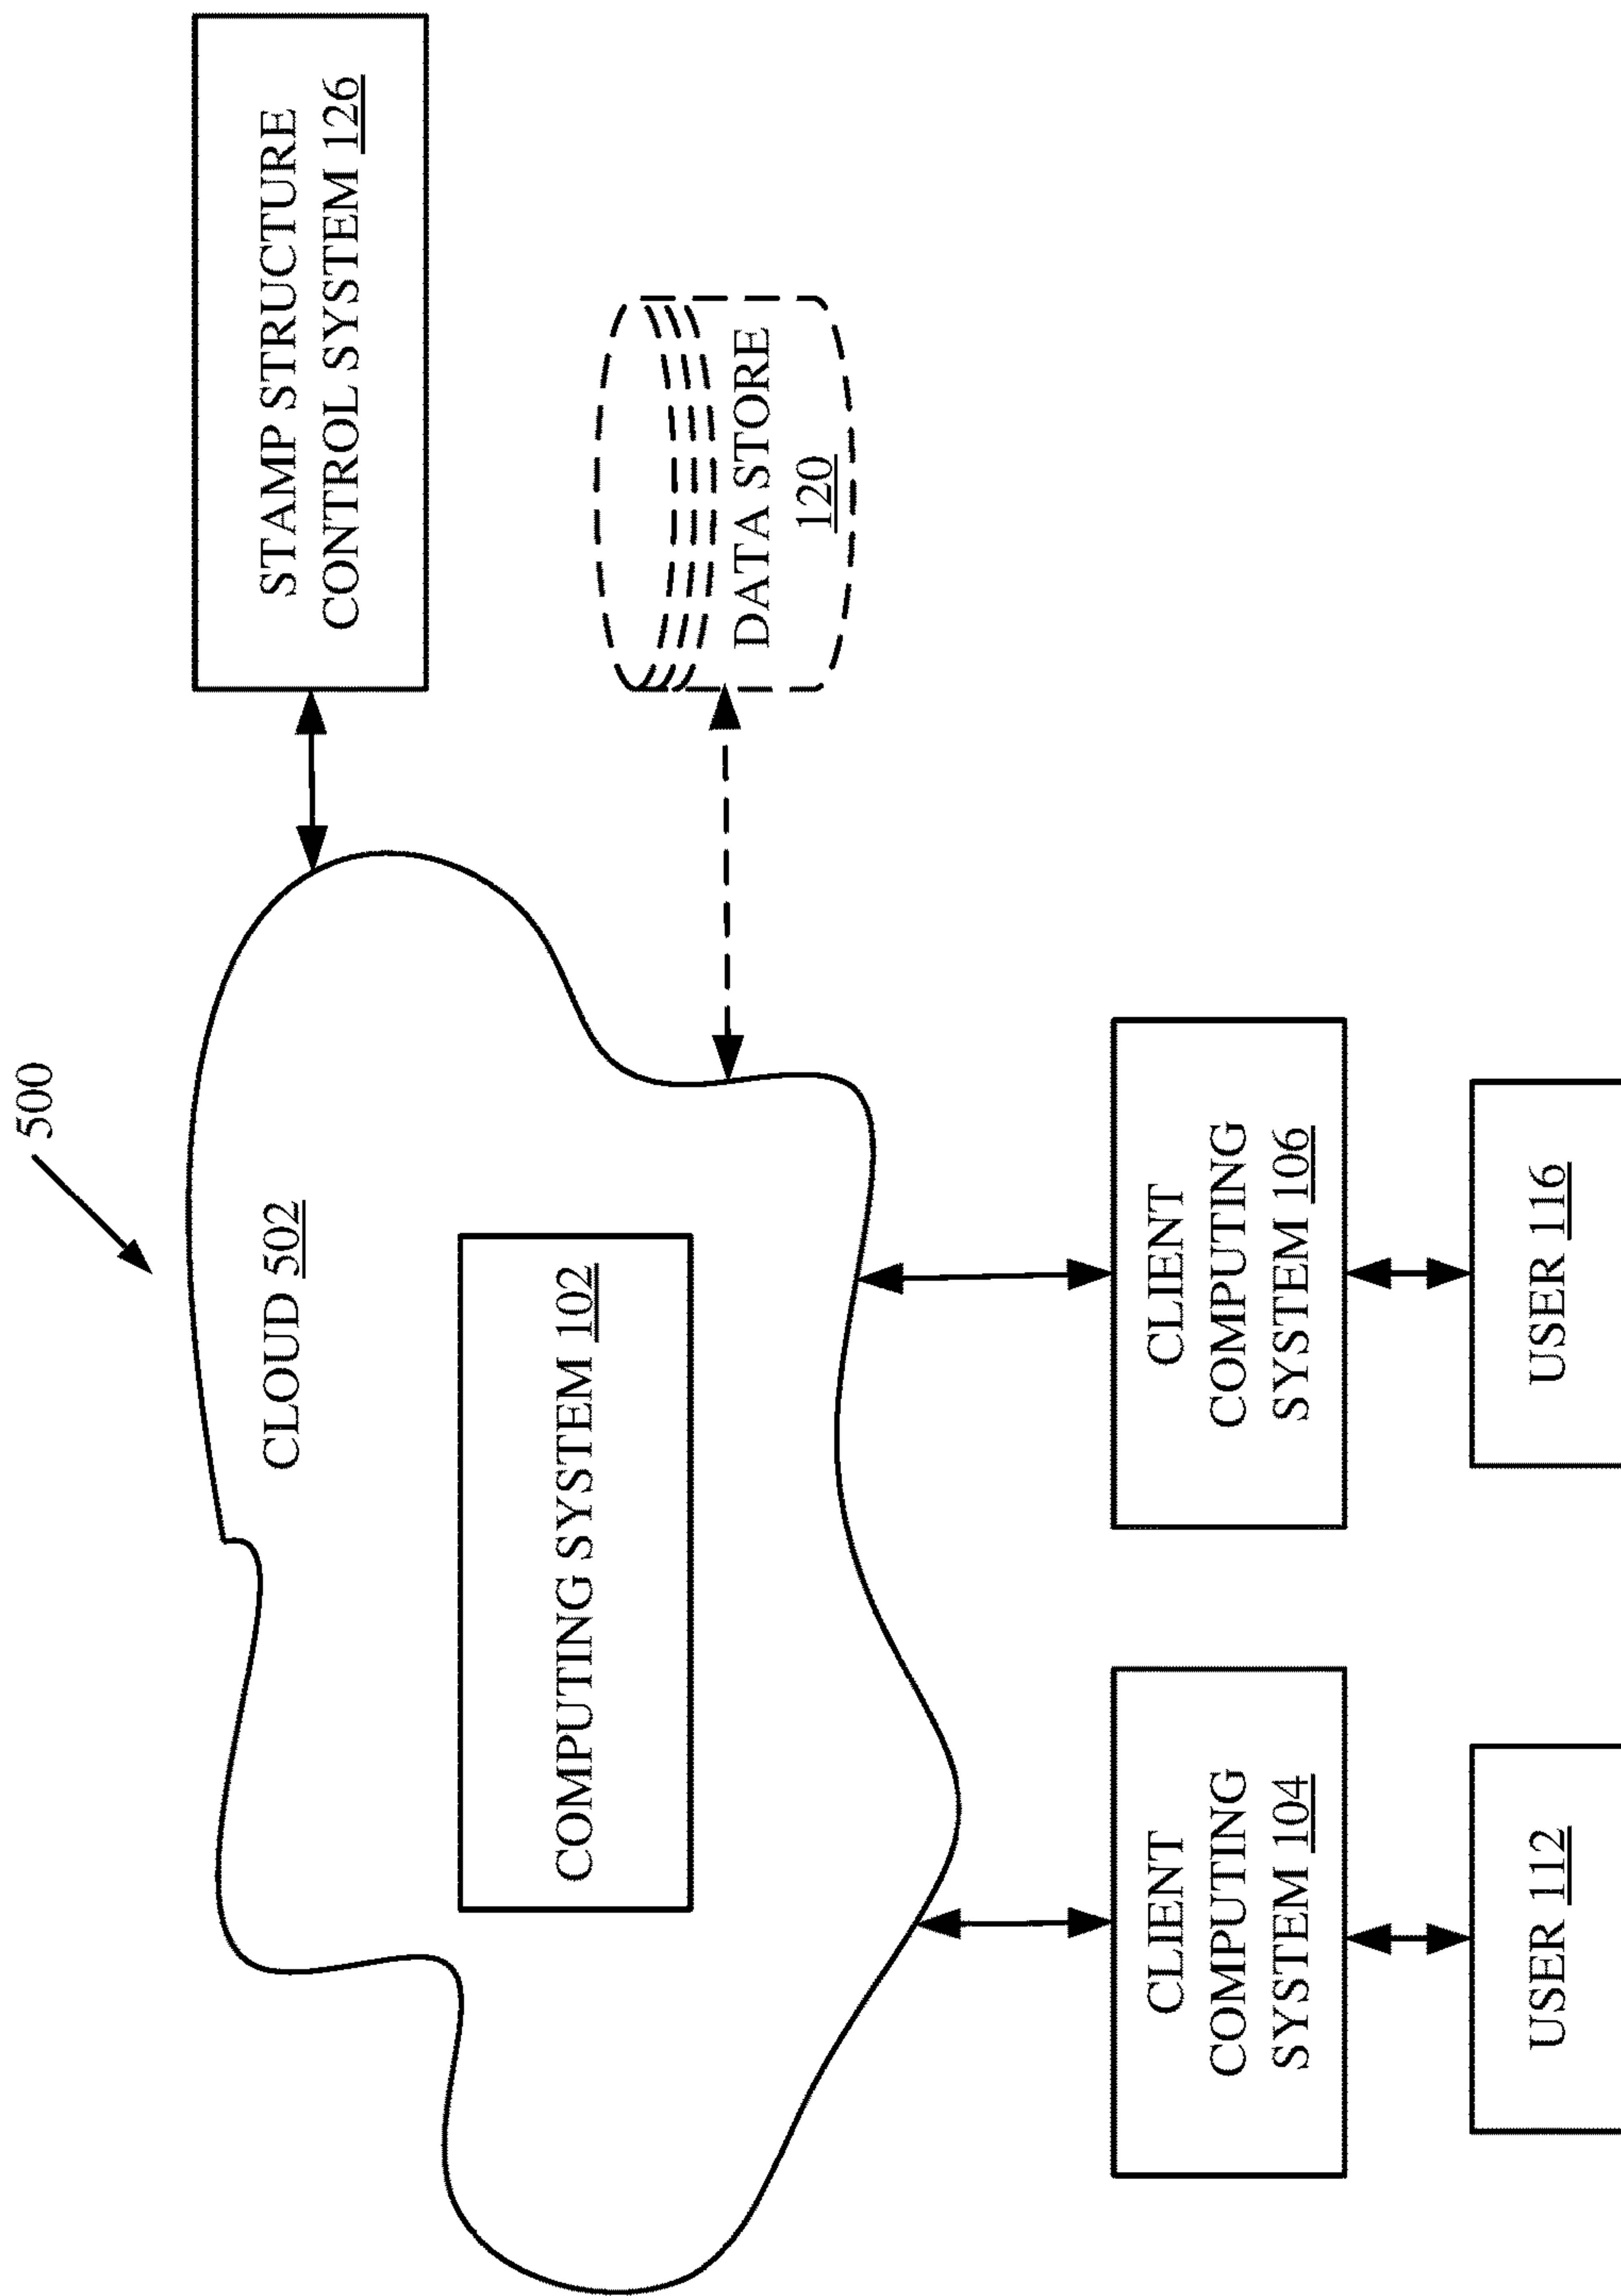 500
CLOUD 502
STAMP STRUCTURE
CONTROL SYSTEM 126
COMPUTING SYSTEM 102
DATA STORE
120
CLIENT
COMPUTING
SYSTEM 104
CLIENT
COMPUTING
SYSTEM 106
USER 112
USER 116